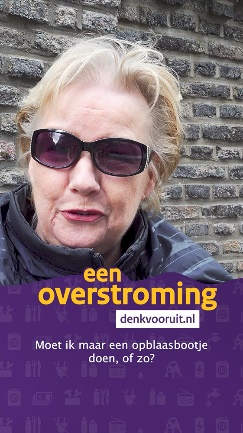 een
overstroming
denkvooruit.nl
Moet ik maar een opblaasbootje
doen, of zo?